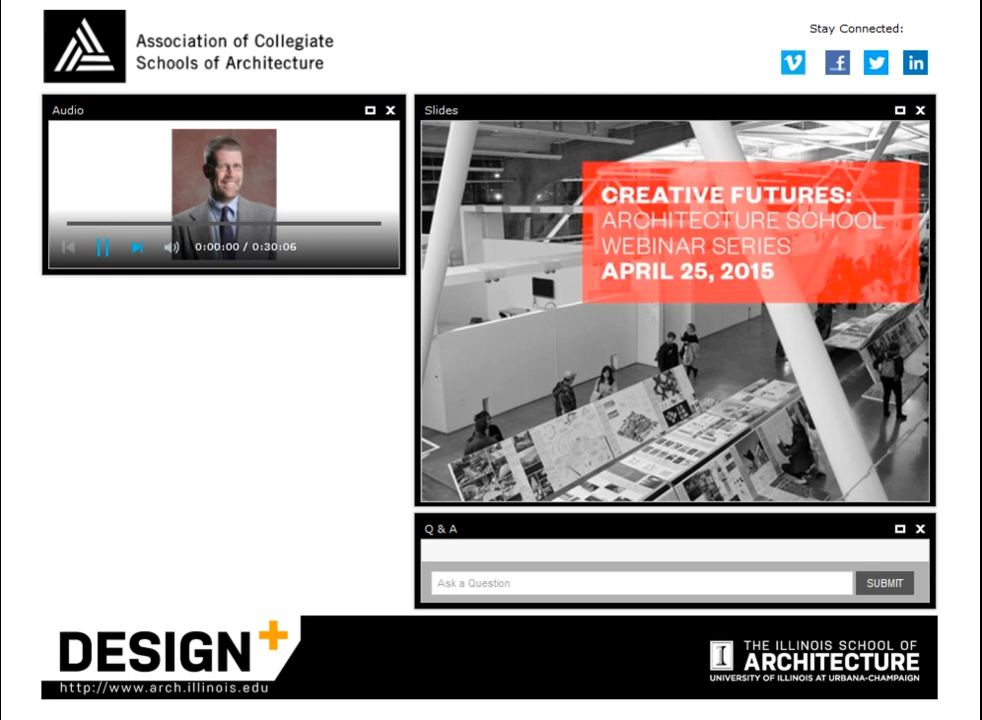 Association of Collegiate
Schools of Architecture
Stay Connected:
Audio
0:00:00 / 0:30:06
Slides
CREATIVE FUTURES:
ARCHITECTURE SCHOOL
WEBINAR SERIES
APRIL 25, 2015
Q & A
Ask a Question
SUBMIT
DESIGN+
http://www.arch.illinois.edu
I
THE ILLINOIS SCHOOL OF
ARCHITECTURE
UNIVERSITY OF ILLINOIS AT URBANA-CHAMPAIGN